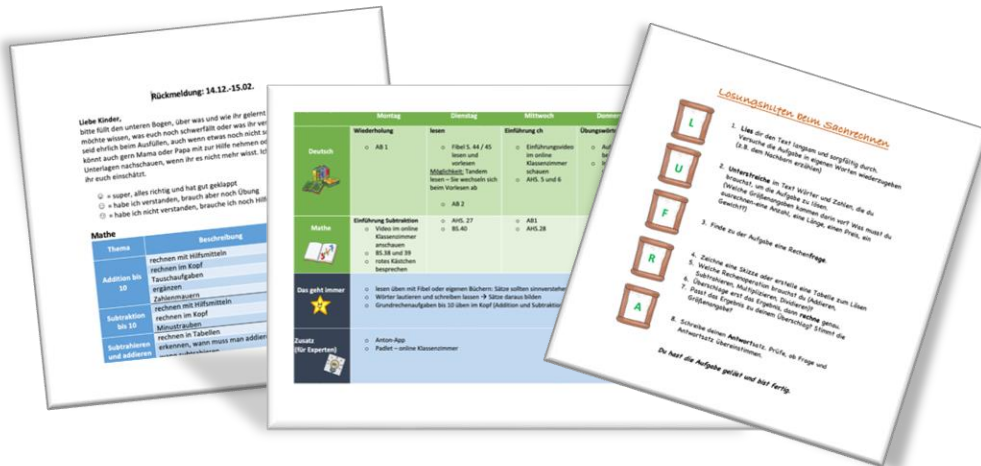 Rückmeldung: 14.12.-15.02.
Liebe Kinder,
bitte füllt den unteren Bogen, über was und wie ihr gelernt
möchte wissen, was euch noch schwerfällt oder was ihr
seid ehrlich beim Ausfüllen, auch wenn etwas noch nicht
könnt auch gern Mama oder Papa mit zur Hilfe nehmen
Unterlagen nachschauen, wenn ihr es nicht mehr wisst.
ihr euch einschätzt.
☺ = super, alles richtig und hat gut geklappt
= habe ich verstanden, brauch aber noch Übung
= habe ich nicht verstanden, brauche ich noch
Mathe
Thema Beschreibung
Addition bis 10
rechnen mit Hilfsmitteln
rechnen im Kopf
Tauschaufgaben
ergänzen
Zahlenmauern
Subtraktion bis 10
rechnen mit Hilfsmitteln
rechnen im Kopf
Minustrauben
Subtrahieren und addieren
rechnen in Tabellen
erkennen, wann muss man
Montag Dienstag Mittwoch
Deutsch
Wiederholung
o AB 1
lesen
o Fibel S. 44 / 45
lesen und
vorlesen
Möglichkeit: Tandem
lesen – Sie wechseln sich
beim Vorlesen ab
o AB 2
Einführung ch
o Einführungsvideo
im online
Klassenzimmer
schauen
o AHS. 5 und 6
Mathe
Einführung Subtraktion
o Video im online
Klassenzimmer
anschauen
o BS.38 und 39
o rotes Kästchen
besprechen
o AHS. 27
o BS.40
o AB1
o AHS.28
Das geht immer
o lesen üben mit Fibel oder eigenen Büchern: Sätze sollten
o Wörter lautieren und schreiben lassen → Sätze daraus bilden
o Grundrechenaufgaben bis 10 üben im Kopf (Addition und
Zusatz
(für Experten)
o Anton-App
o Padlet – online Klassenzimmer
Lösungshilfen beim Sachrechnen
L
U
F
R
A
1. Lies dir den Text langsam und sorgfältig durch.
Versuche die Aufgabe in eigenen Worten wiederzugeben
(z.B. dem Nachbarn erzählen)
2. Unterstreiche im Text Wörter und Zahlen, die du
brauchst, um die Aufgabe zu lösen.
(Welche Größenangaben kommen darin vor? Was musst du
ausrechnen-eine Anzahl, eine Länge, einen Preis, ein
Gewicht?)
3. Finde zu der Aufgabe eine Rechenfrage.
4. Zeichne eine Skizze oder erstelle eine Tabelle zum Lösen
5. Welche Rechenoperation brauchst du (Addieren,
Subtrahieren, Multiplizieren, Dividieren)?
6. Überschlage erst das Ergebnis, dann rechne genau.
7. Passt das Ergebnis zu deinem Überschlag? Stimmt die
Größenangabe?
8. Schreibe deinen Antwortsatz. Prüfe, ob Frage und
Antwortsatz übereinstimmen.
Du hast die Aufgabe gelöst und bist fertig.